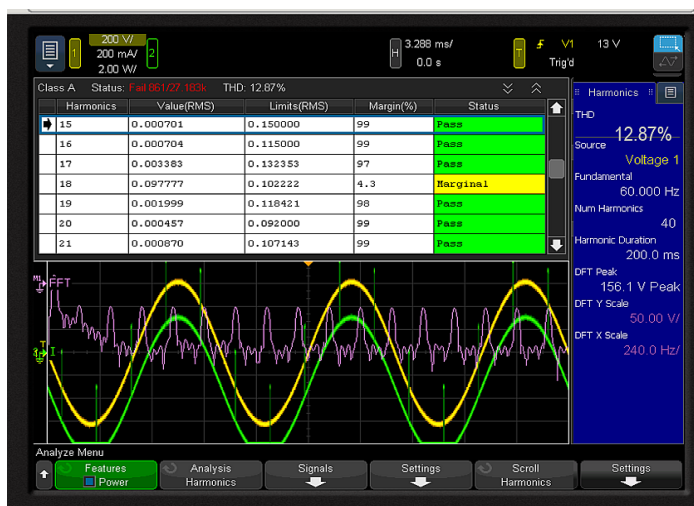 1 200 V/ 2
200 mA/
2.00 W/
H 3.288 ms/
0.0 s
T V1 13 V
Trig'd
Class A Status: Fail 861/27.183k THD: 12.87%
Harmonics Value(RMS) Limits(RMS) Margin(%) Status
15 0.000701 0.150000 99 Pass
16 0.000704 0.115000 99 Pass
17 0.003383 0.132353 97 Pass
18 0.097777 0.102222 4.3 Marginal
19 0.001999 0.118421 98 Pass
20 0.000457 0.092000 99 Pass
21 0.000870 0.107143 99 Pass
Harmonics
THD
12.87%
Source
Voltage 1
Fundamental
60.000 Hz
Num Harmonics
40
Harmonic Duration
200.0 ms
DFT Peak
156.1 V Peak
DFT Y Scale
50.00 V/
DFT X Scale
240.0 Hz/
M1 FFT
I
Analyze Menu
Features
Power
Analysis
Harmonics
Signals
Settings
Scroll
Harmonics
Settings